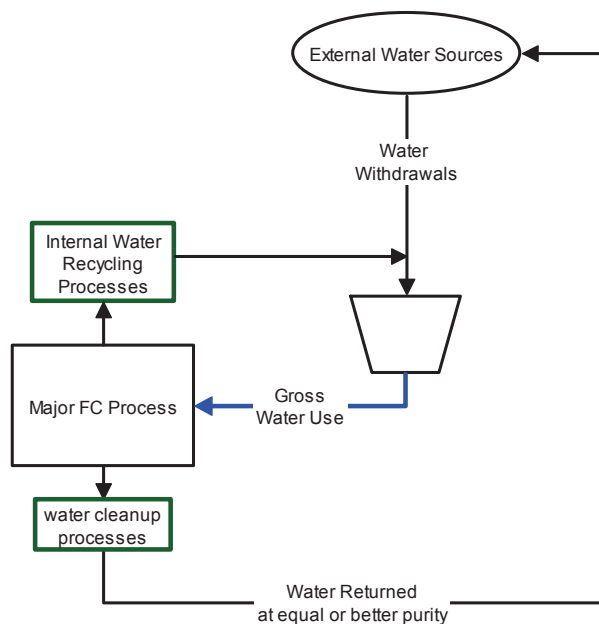 External Water Sources
Water
Withdrawals
Internal Water
Recycling
Processes
Major FC Process
Gross
Water Use
water cleanup
processes
Water Returned
at equal or better purity